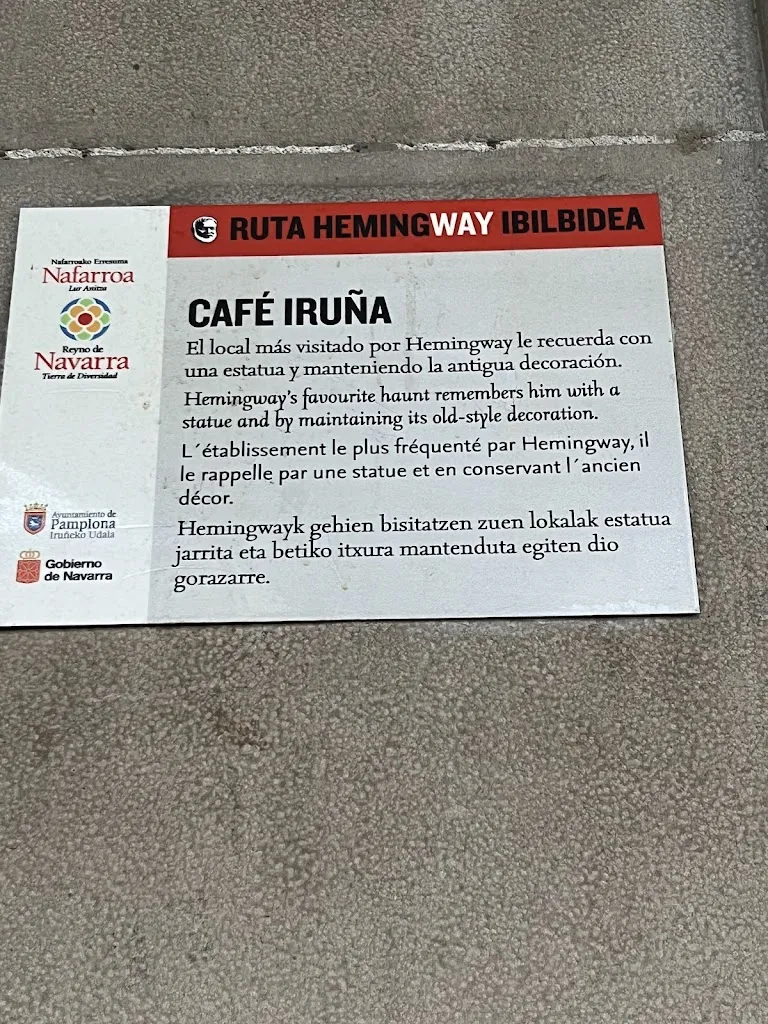 RUTA HEMINGWAY IBILBIDEA
Nafarroako Erresuma
Nafarroa
Lur Anitza
Reyno de
Navarra
Tierra de Diversidad
Ayuntamiento de
Pamplona
Iruñeko Udala
Gobierno
de Navarra
CAFÉ IRUÑA
El local más visitado por Hemingway le recuerda con
una estatua y manteniendo la antigua decoración.
Hemingway's favourite haunt remembers him with a
statue and by maintaining its old-style decoration.
L´établissement le plus fréquenté par Hemingway, il
le rappelle par une statue et en conservant l´ancien
décor.
Hemingwayk gehien bisitatzen zuen lokalak estatua
jarrita eta betiko itxura mantenduta egiten dio
gorazarre.